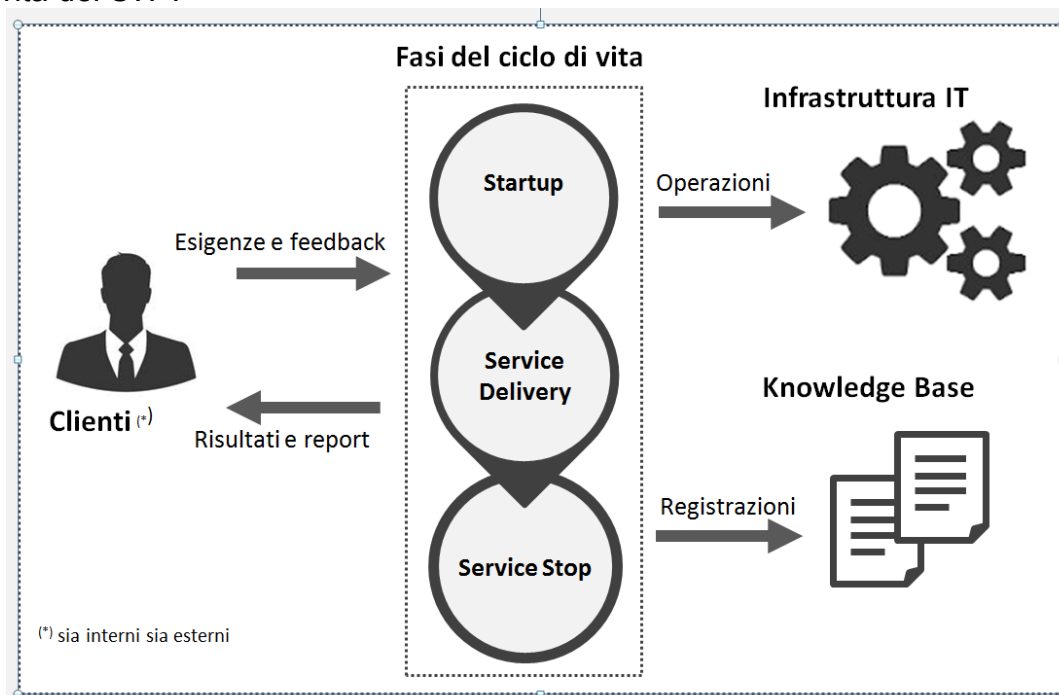 Fasi del ciclo di vita
Infrastruttura IT
Startup
Operazioni
Esigenze e feedback
Service
Delivery
Knowledge Base
Clienti (*)
Risultati e report
Registrazioni
Service Stop
(*) sia interni sia esterni